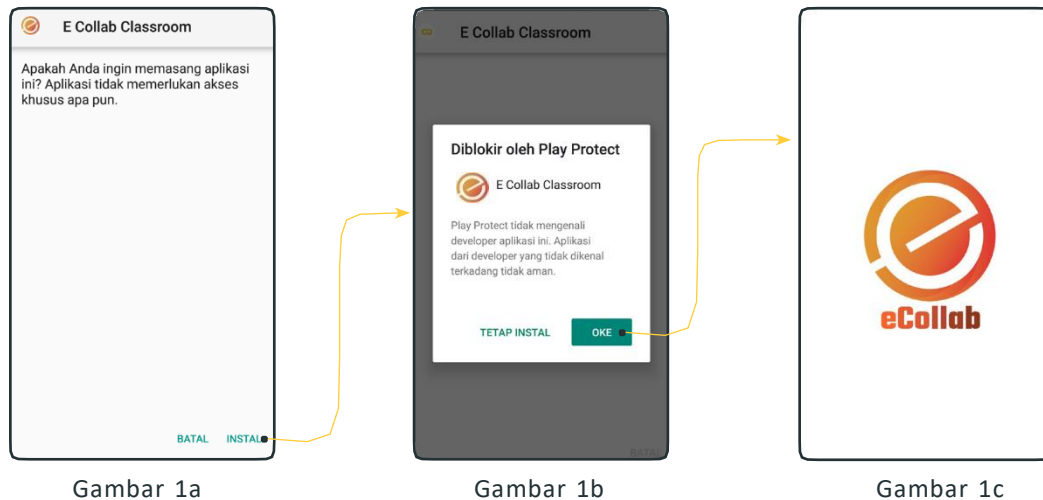 E Collab Classroom
Apakah Anda ingin memasang aplikasi
ini? Aplikasi tidak memerlukan akses
khusus apa pun.
BATAL INSTAL
Gambar 1a
E Collab Classroom
Diblokir oleh Play Protect
E Collab Classroom
Play Protect tidak mengenali
developer aplikasi ini. Aplikasi
dari developer yang tidak dikenal
terkadang tidak aman.
TETAP INSTAL OKE
BATAL
Gambar 1b
eCollab
Gambar 1c